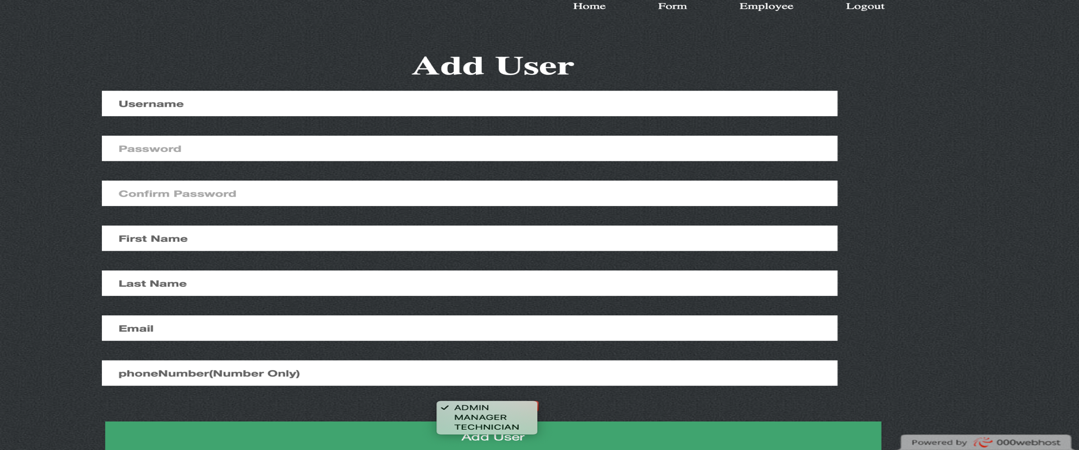 Home Form Employee Logout
Add User
Username
Password
Confirm Password
First Name
Last Name
Email
phoneNumber(Number Only)
✓ ADMIN
MANAGER
TECHNICIAN
Add User
Powered by 000webhost